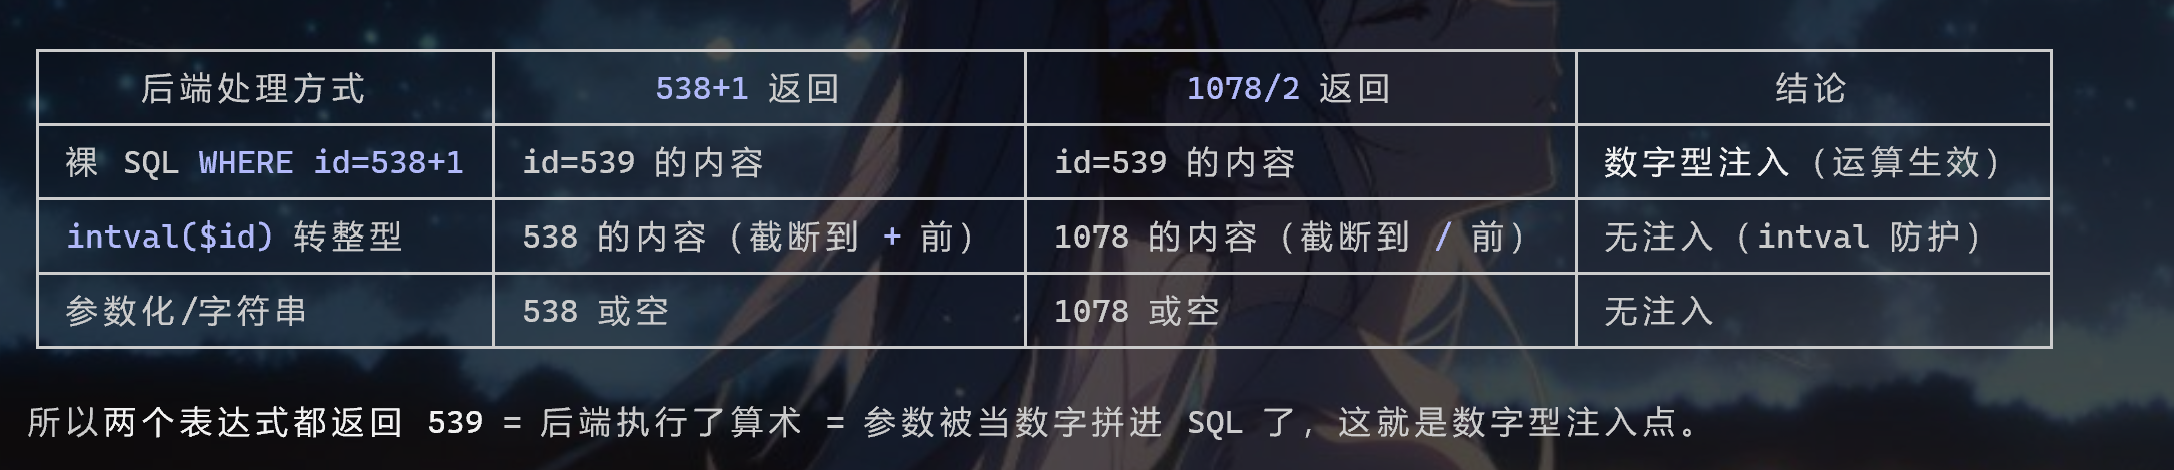 后端处理方式 538+1 返回 1078/2 返回 结论
裸 SQL WHERE id=538+1 id=539 的内容 id=539 的内容 数字型注入（运算生效）
intval($id) 转整型 538 的内容（截断到 + 前） 1078 的内容（截断到 / 前） 无注入（intval 防护）
参数化/字符串 538 或空 1078 或空 无注入
所以两个表达式都返回 539 = 后端执行了算术 = 参数被当数字拼进 SQL 了，这就是数字型注入点。